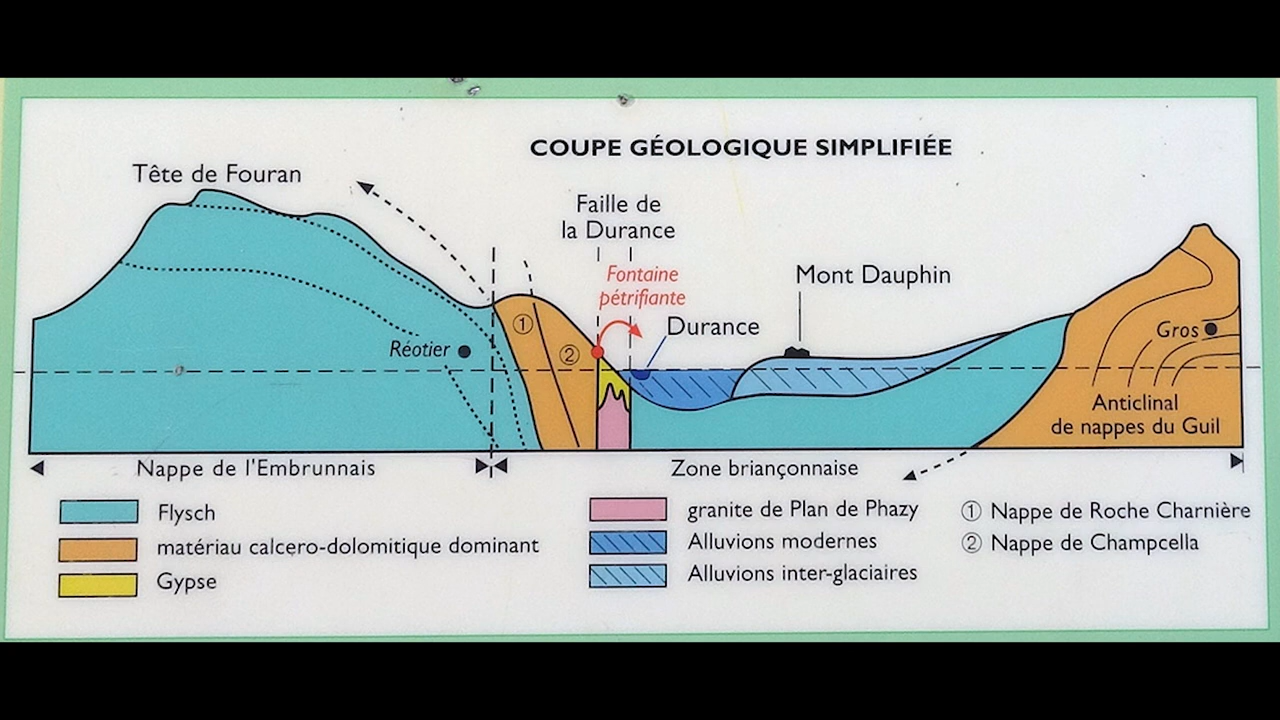 COUPE GÉOLOGIQUE SIMPLIFIÉE
Tête de Fouran
Faille de
la Durance
Fontaine
pétrifiante
Mont Dauphin
Durance
Réotier
①
②
Gros
Anticlinal
de nappes du Guil
Nappe de l'Embrunnais
Zone briançonnaise
Flysch
matériau calcero-dolomitique dominant
Gypse
granite de Plan de Phazy
Alluvions modernes
Alluvions inter-glaciaires
① Nappe de Roche Charnière
② Nappe de Champcella